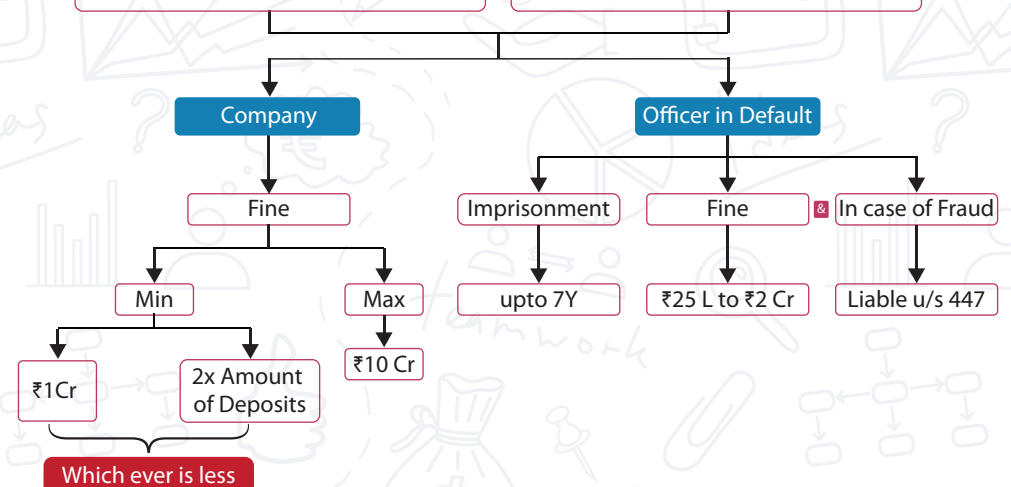 Company
Officer in Default
Fine
Imprisonment
Fine
&
In case of Fraud
Min
Max
upto 7Y
₹25 L to ₹2 Cr
Liable u/s 447
₹1Cr
2x Amount
of Deposits
₹10 Cr
Which ever is less
teamwork